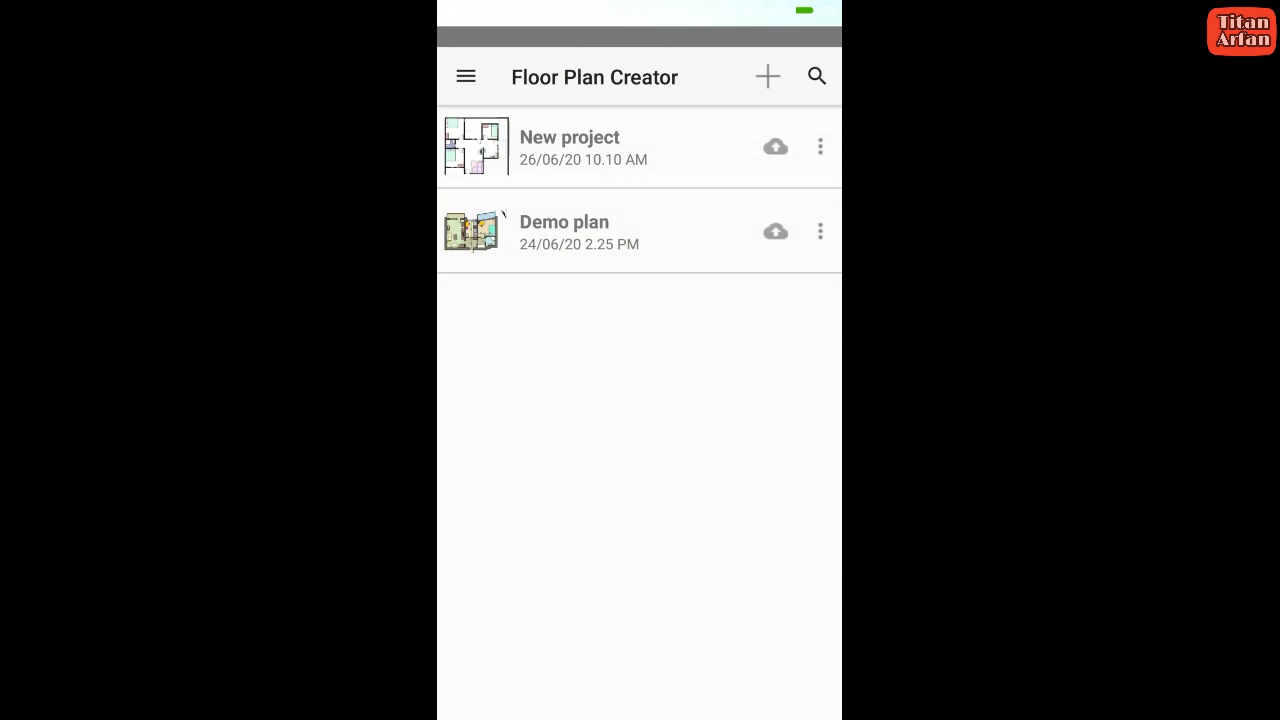 Titan
Arfan
Floor Plan Creator
New project
26/06/20 10.10 AM
Demo plan
24/06/20 2.25 PM